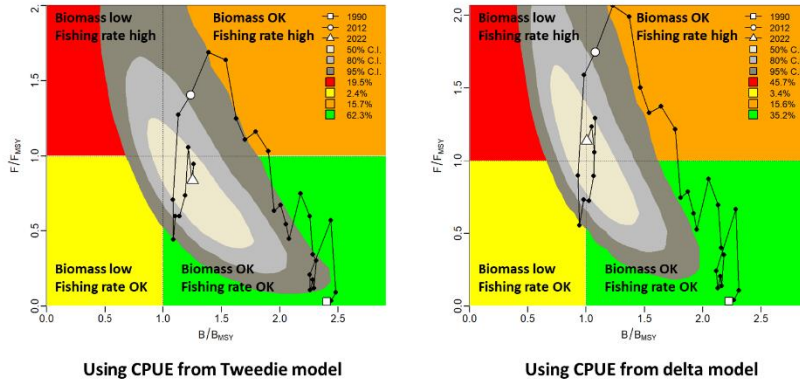 Biomass low
Fishing rate high
Biomass OK
Fishing rate high
1990
2012
2022
50% C.I.
80% C.I.
95% C.I.
19.5%
2.4%
15.7%
62.3%
Biomass low
Fishing rate OK
Biomass OK
Fishing rate OK
F/FMSY
0.0
0.5
1.0
1.5
2.0
0.0
0.5
1.0
1.5
2.0
2.5
B/BMSY
Using CPUE from Tweedie model
Biomass low
Fishing rate high
Biomass OK
Fishing rate high
1990
2012
2022
50% C.I.
80% C.I.
95% C.I.
45.7%
3.4%
15.6%
35.2%
Biomass low
Fishing rate OK
Biomass OK
Fishing rate OK
F/FMSY
0.0
0.5
1.0
1.5
2.0
0.0
0.5
1.0
1.5
2.0
2.5
B/BMSY
Using CPUE from delta model